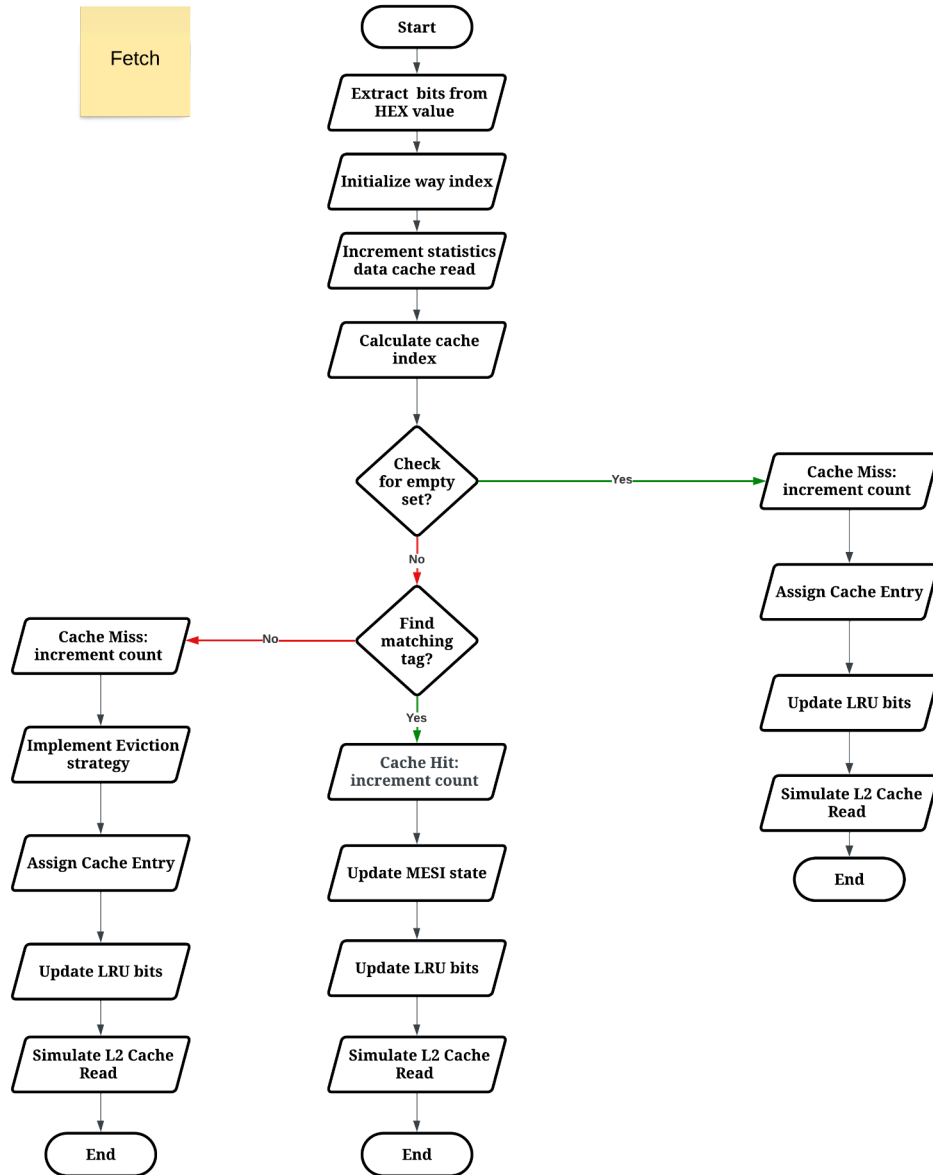 Fetch
Start
Extract bits from
HEX value
Initialize way index
Increment statistics
data cache read
Calculate cache
index
Check
for empty
set?
Yes
Cache Miss:
increment count
Assign Cache Entry
Update LRU bits
Simulate L2 Cache
Read
End
No
Find
matching
tag?
No
Cache Miss:
increment count
Implement Eviction
strategy
Assign Cache Entry
Update LRU bits
Simulate L2 Cache
Read
End
Yes
Cache Hit:
increment count
Update MESI state
Update LRU bits
Simulate L2 Cache
Read
End